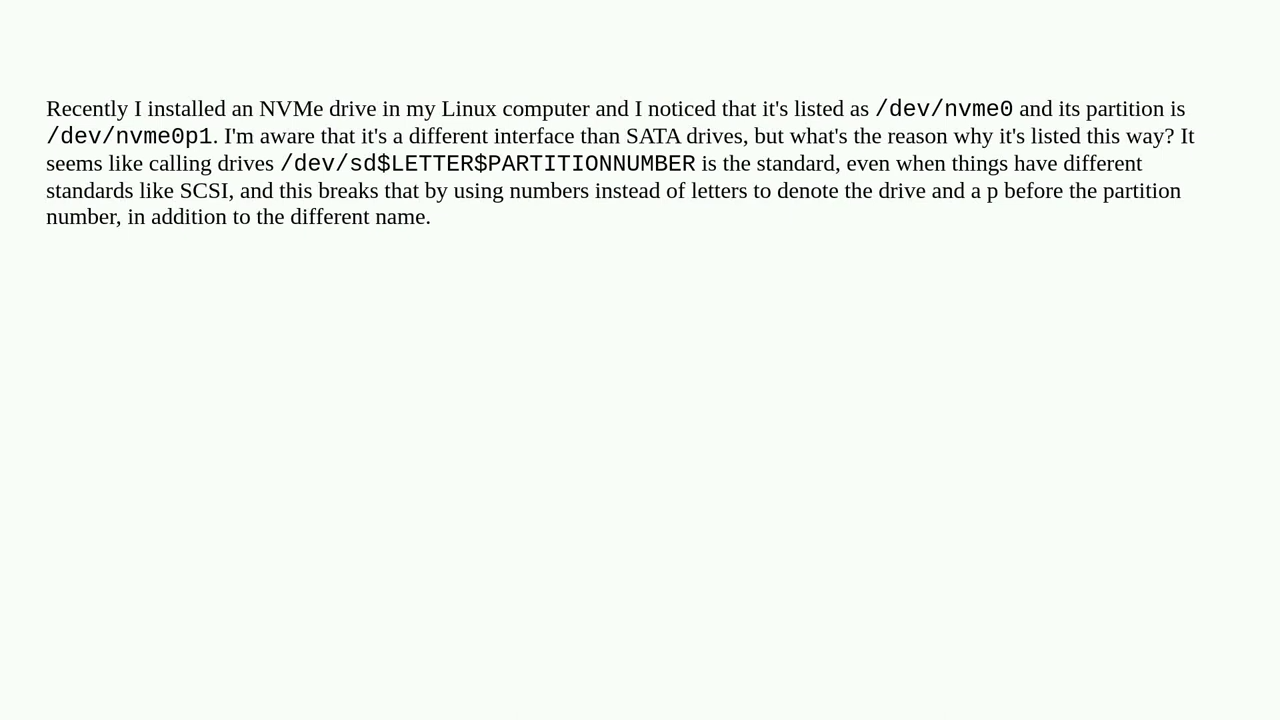 Recently I installed an NVMe drive in my Linux computer and I noticed that it's listed as /dev/nvme0 and its partition is
/dev/nvme0p1. I'm aware that it's a different interface than SATA drives, but what's the reason why it's listed this way? It
seems like calling drives /dev/sd$LETTER$PARTITIONNUMBER is the standard, even when things have different
standards like SCSI, and this breaks that by using numbers instead of letters to denote the drive and a p before the partition
number, in addition to the different name.